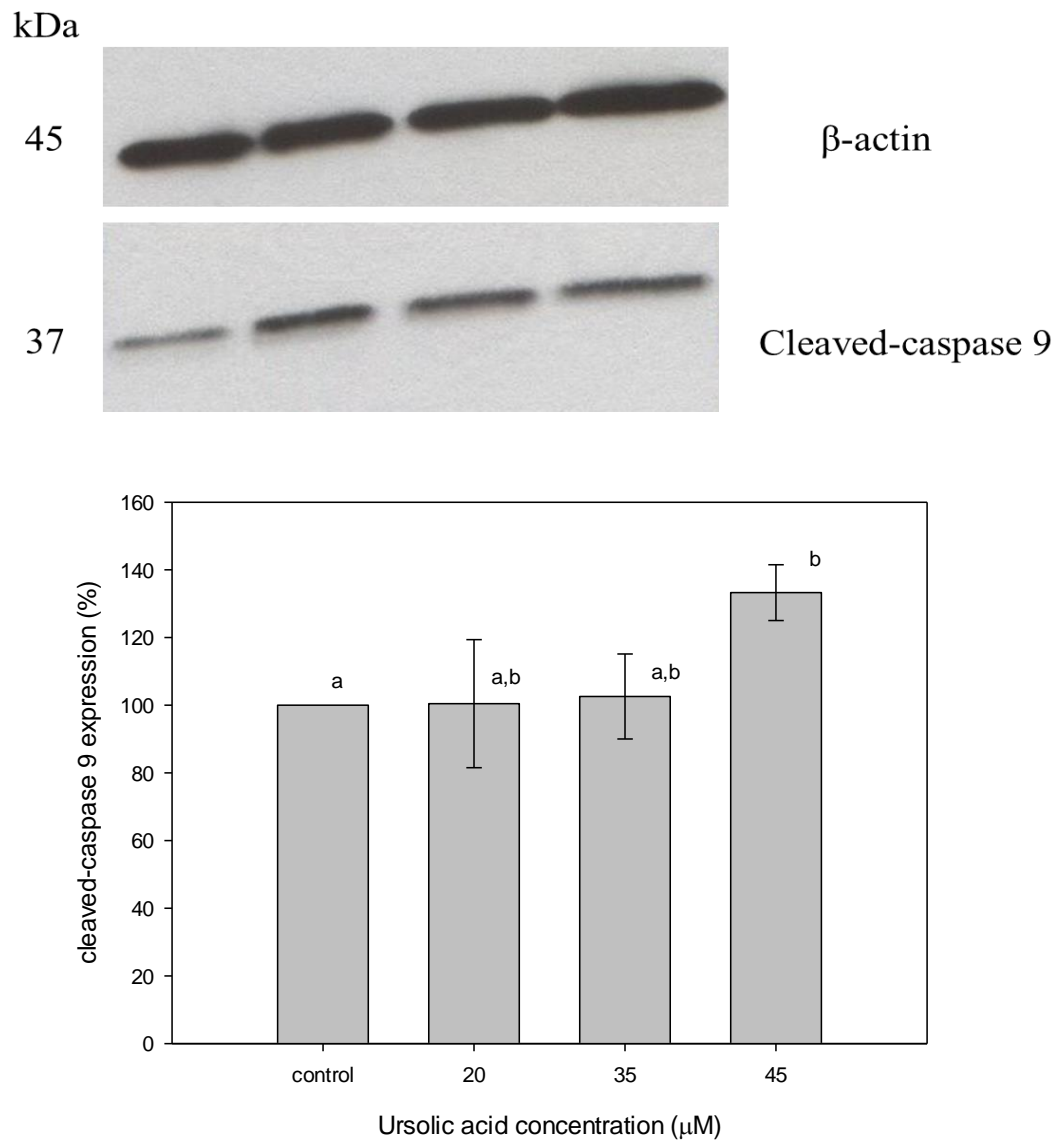 kDa
45 β-actin
37 Cleaved-caspase 9
160
140
120
100
80
60
40
20
0
cleaved-caspase 9 expression (%)
a
a,b
a,b
b
control 20 35 45
Ursolic acid concentration (μM)